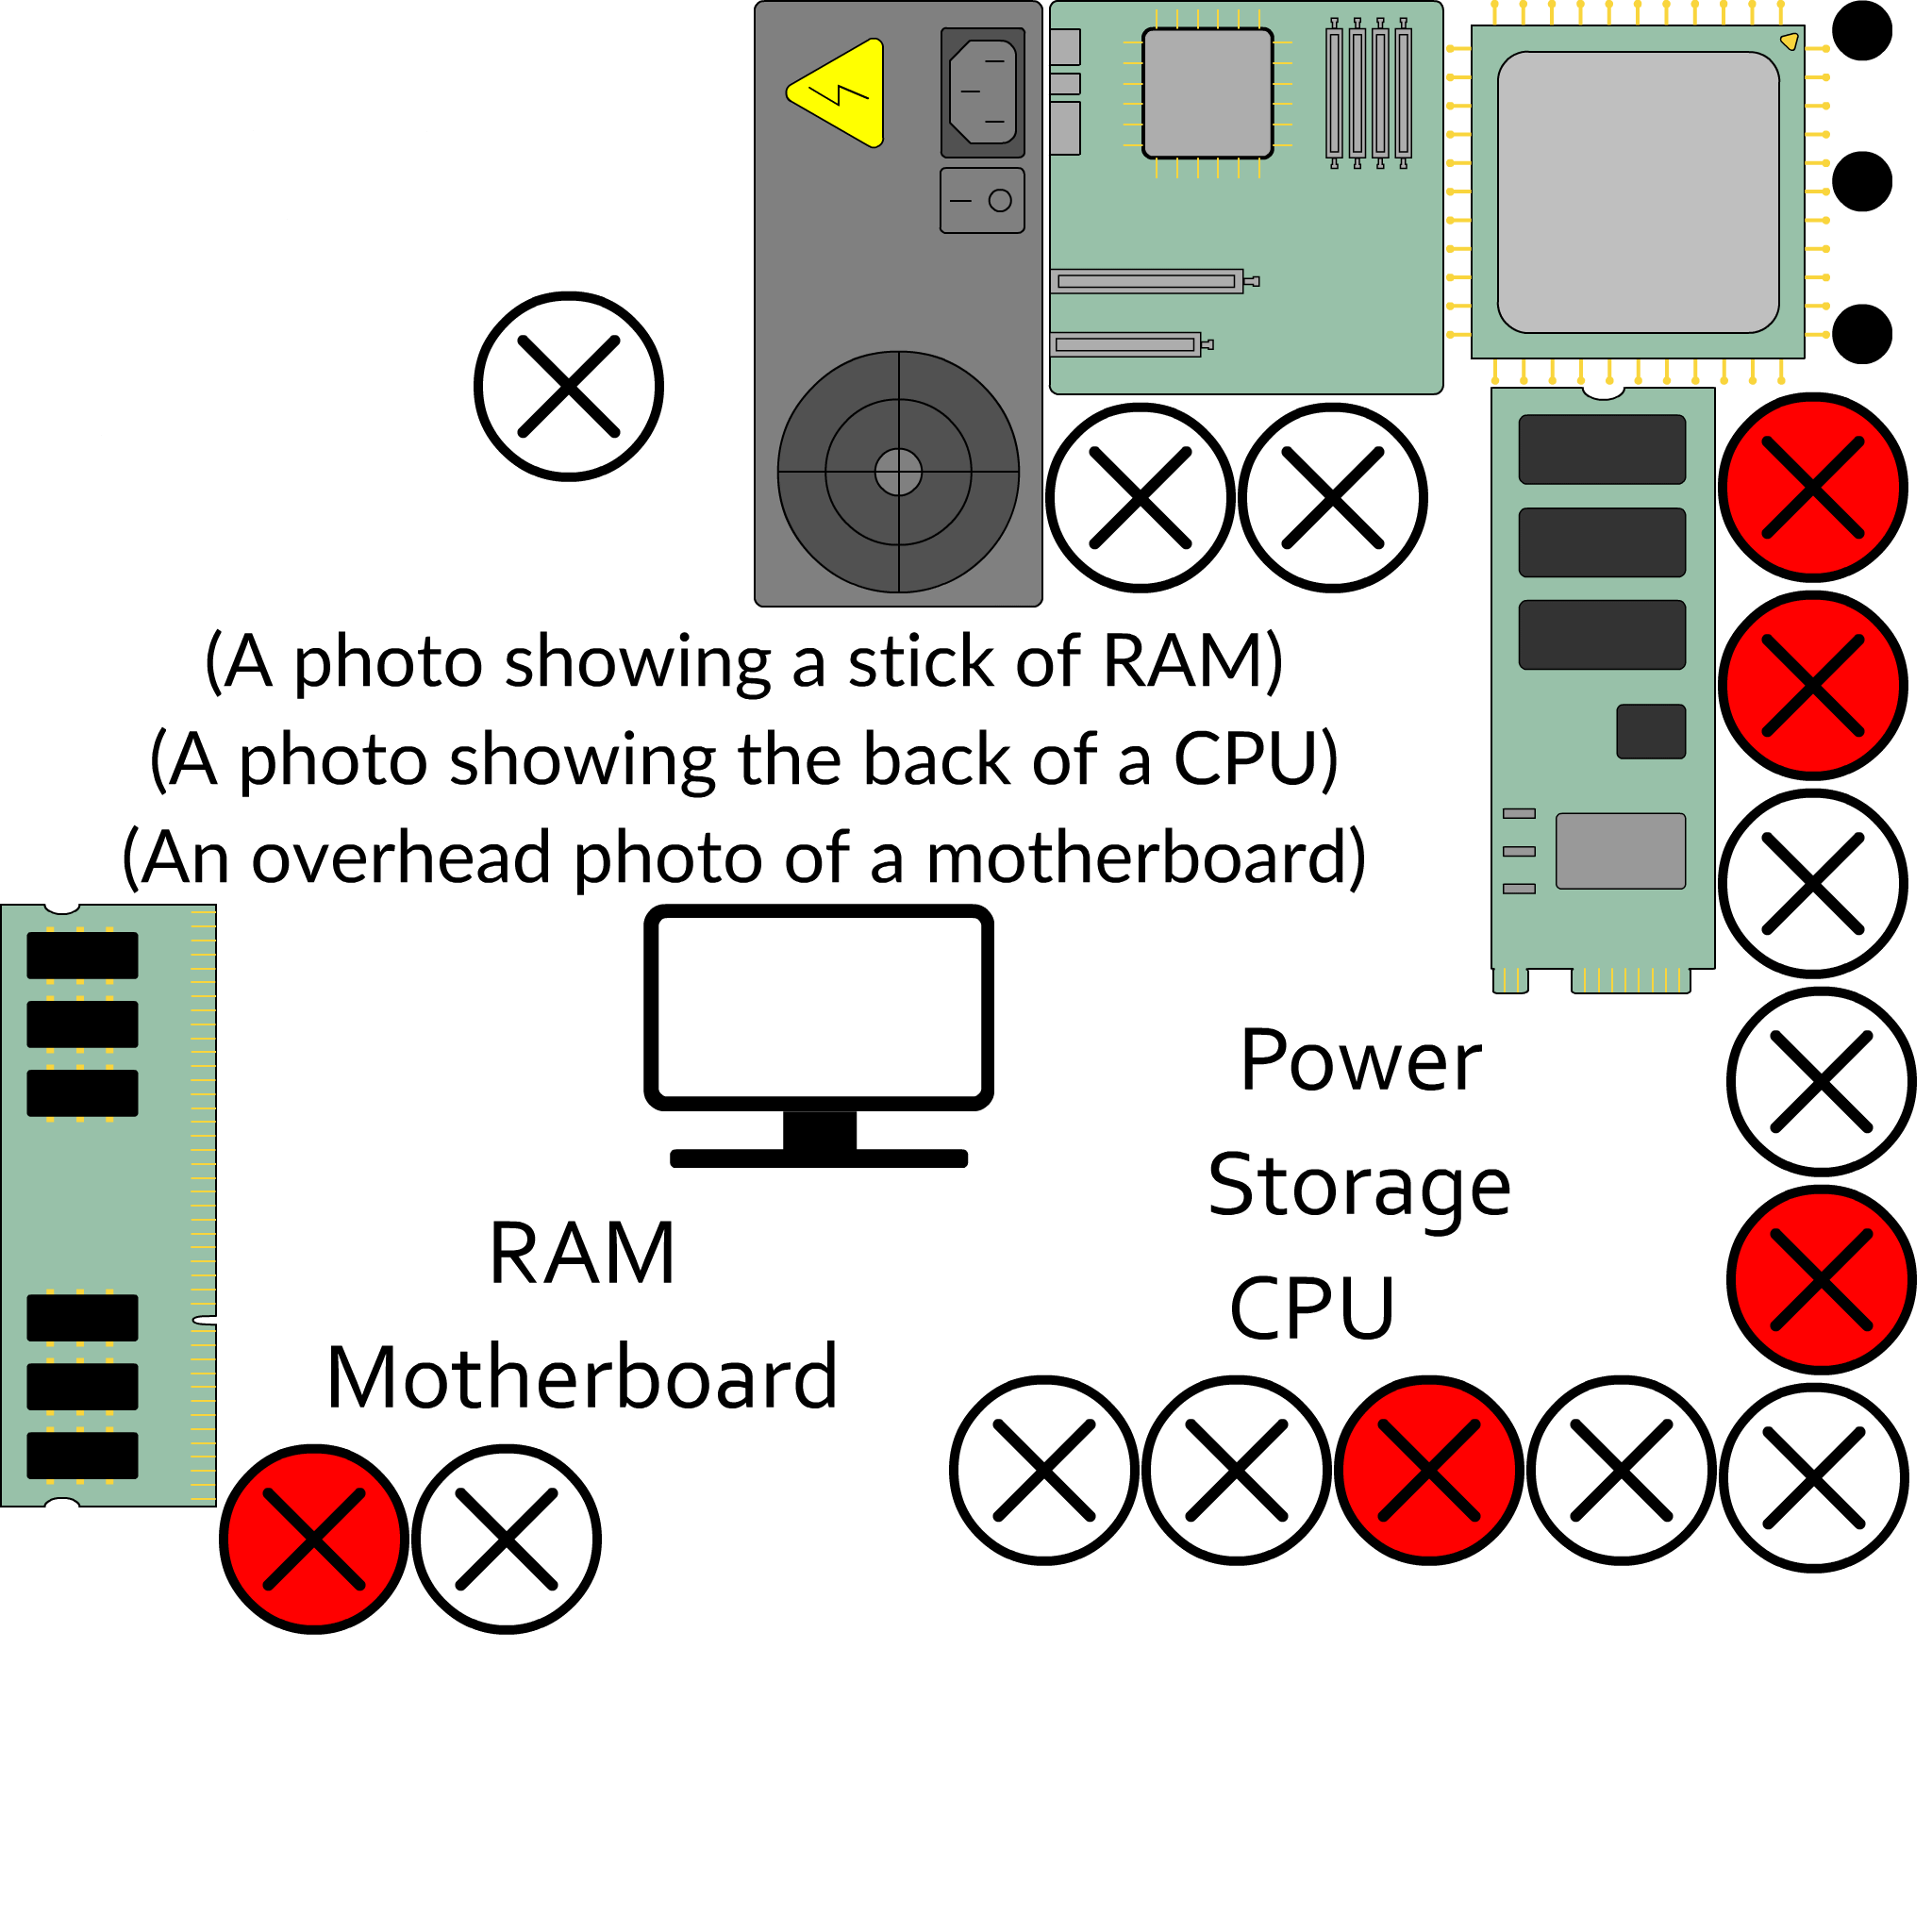 (A photo showing a stick of RAM)
(A photo showing the back of a CPU)
(An overhead photo of a motherboard)
Power
Storage
RAM
CPU
Motherboard